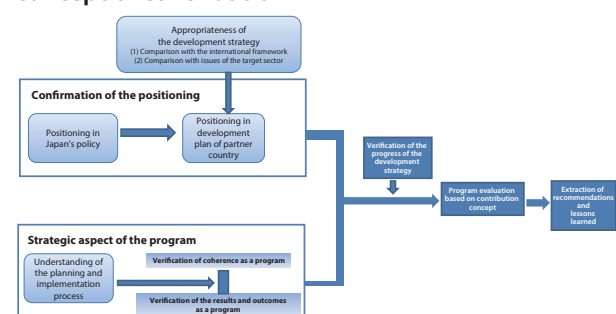 Appropriateness of
the development strategy
(1) Comparison with the international framework
(2) Comparison with issues of the target sector
Confirmation of the positioning
Positioning in
Japan's policy
Positioning in
development
plan of partner
country
Verification of the
progress of the
development
strategy
Program evaluation
based on contribution
concept
Extraction of
recommendations
and
lessons
learned
Strategic aspect of the program
Understanding of
the planning and
implementation
process
Verification of coherence as a program
Verification of the results and outcomes
as a program